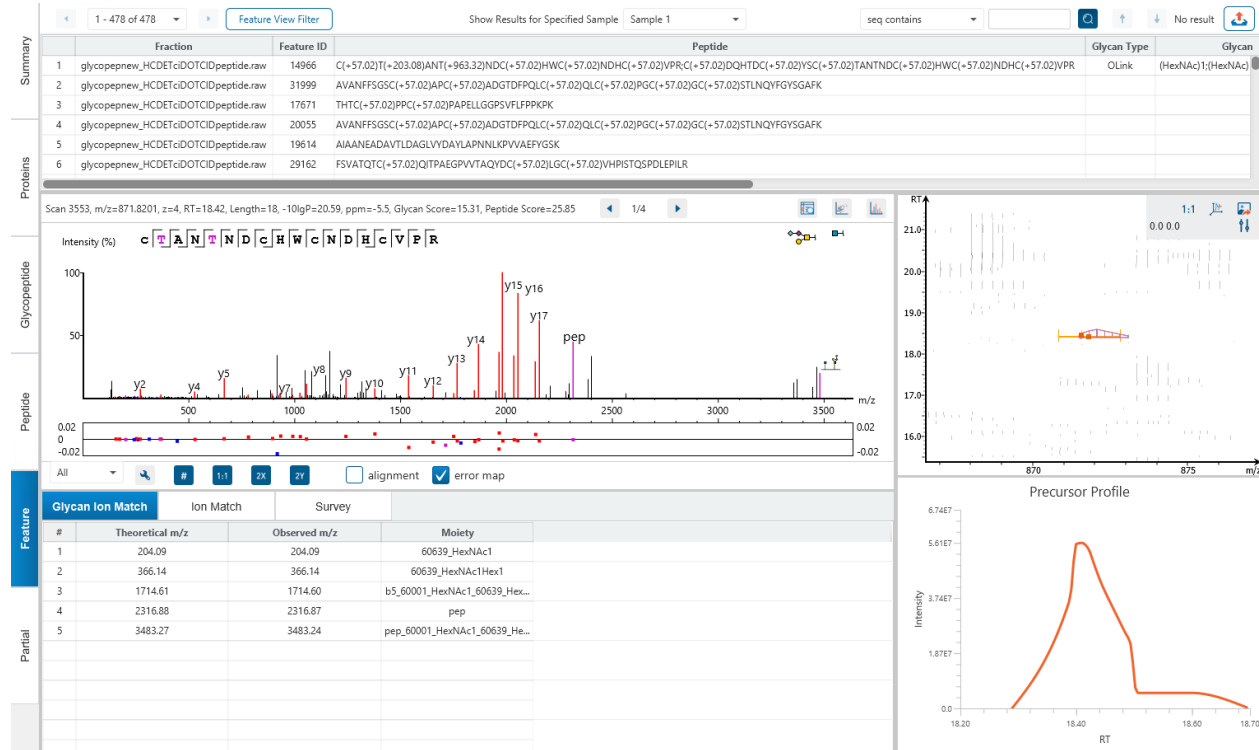 1 - 478 of 478
Feature View Filter
Show Results for Specified Sample
Sample 1
seq contains
No result
Summary
Proteins
Glycopeptide
Peptide
Feature
Partial
Fraction Feature ID Peptide Glycan Type Glycan
1 glycopepnew_HCDETciDOTCIDpeptide.raw 14966 C(+57.02)T(+203.08)ANT(+963.32)NDC(+57.02)HWC(+57.02)NDHC(+57.02)VPR;C(+57.02)DQHTDC(+57.02)YSC(+57.02)TANTNDC(+57.02)HWC(+57.02)NDHC(+57.02)VPR OLink (HexNAc)1;(HexNAc)
2 glycopepnew_HCDETciDOTCIDpeptide.raw 31999 AVANFFSGSC(+57.02)APC(+57.02)ADGTDFPQLC(+57.02)QLC(+57.02)PGC(+57.02)GC(+57.02)STLNQYFGYSGAFK
3 glycopepnew_HCDETciDOTCIDpeptide.raw 17671 THTC(+57.02)PPC(+57.02)PAPELLGGPSVFLFPPKPK
4 glycopepnew_HCDETciDOTCIDpeptide.raw 20055 AVANFFSGSC(+57.02)APC(+57.02)ADGTDFPQLC(+57.02)QLC(+57.02)PGC(+57.02)GC(+57.02)STLNQYFGYSGAFK
5 glycopepnew_HCDETciDOTCIDpeptide.raw 19614 AIAANEADAVTLDAGLVYDAYLAPNNLKPVVAEFYGSK
6 glycopepnew_HCDETciDOTCIDpeptide.raw 29162 FSVATQTC(+57.02)QITPAEGPVVTAQYDC(+57.02)LGC(+57.02)VHPISTQSPDLEPILR
Scan 3553, m/z=871.8201, z=4, RT=18.42, Length=18, -10lgP=20.59, ppm=-5.5, Glycan Score=15.31, Peptide Score=25.85
1/4
Intensity (%)
c T A N T N D c H W c N D H c V P R
100
50
y2 y4 y5 y7 y8 y9 y10 y11 y12 y13 y14 y15 y16 y17 pep
500 1000 1500 2000 2500 3000 3500 m/z
0.02
0
-0.02
0.02
-0.02
All
#
1:1
2X
2Y
alignment
error map
Glycan Ion Match
Ion Match
Survey
# Theoretical m/z Observed m/z Moiety
1 204.09 204.09 60639_HexNAc1
2 366.14 366.14 60639_HexNAc1Hex1
3 1714.61 1714.60 b5_60001_HexNAc1_60639_Hex...
4 2316.88 2316.87 pep
5 3483.27 3483.24 pep_60001_HexNAc1_60639_He...
RT
1:1
0.0 0.0
21.0
20.0
19.0
18.0
17.0
16.0
870 875 m/z
Precursor Profile
6.74E7
5.61E7
3.74E7
1.87E7
0.0
Intensity
18.20 18.40 18.60 18.70
RT